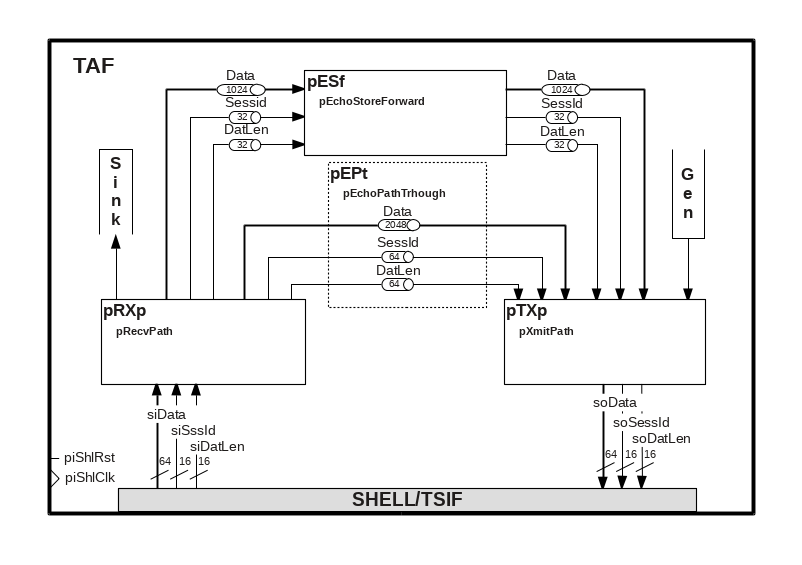 TAF
Data
1024
Sessid
32
DatLen
32
pESf
pEchoStoreForward
Data
1024
SessId
32
DatLen
32
Sink
Gen
pEPt
pEchoPathTrhough
Data
2048
SessId
64
DatLen
64
pRXp
pRecvPath
pTXp
pXmitPath
siData
siSssId
siDatLen
64 16 16
soData
soSessId
soDatLen
64 16 16
piShlRst
piShlClk
SHELL/TSIF